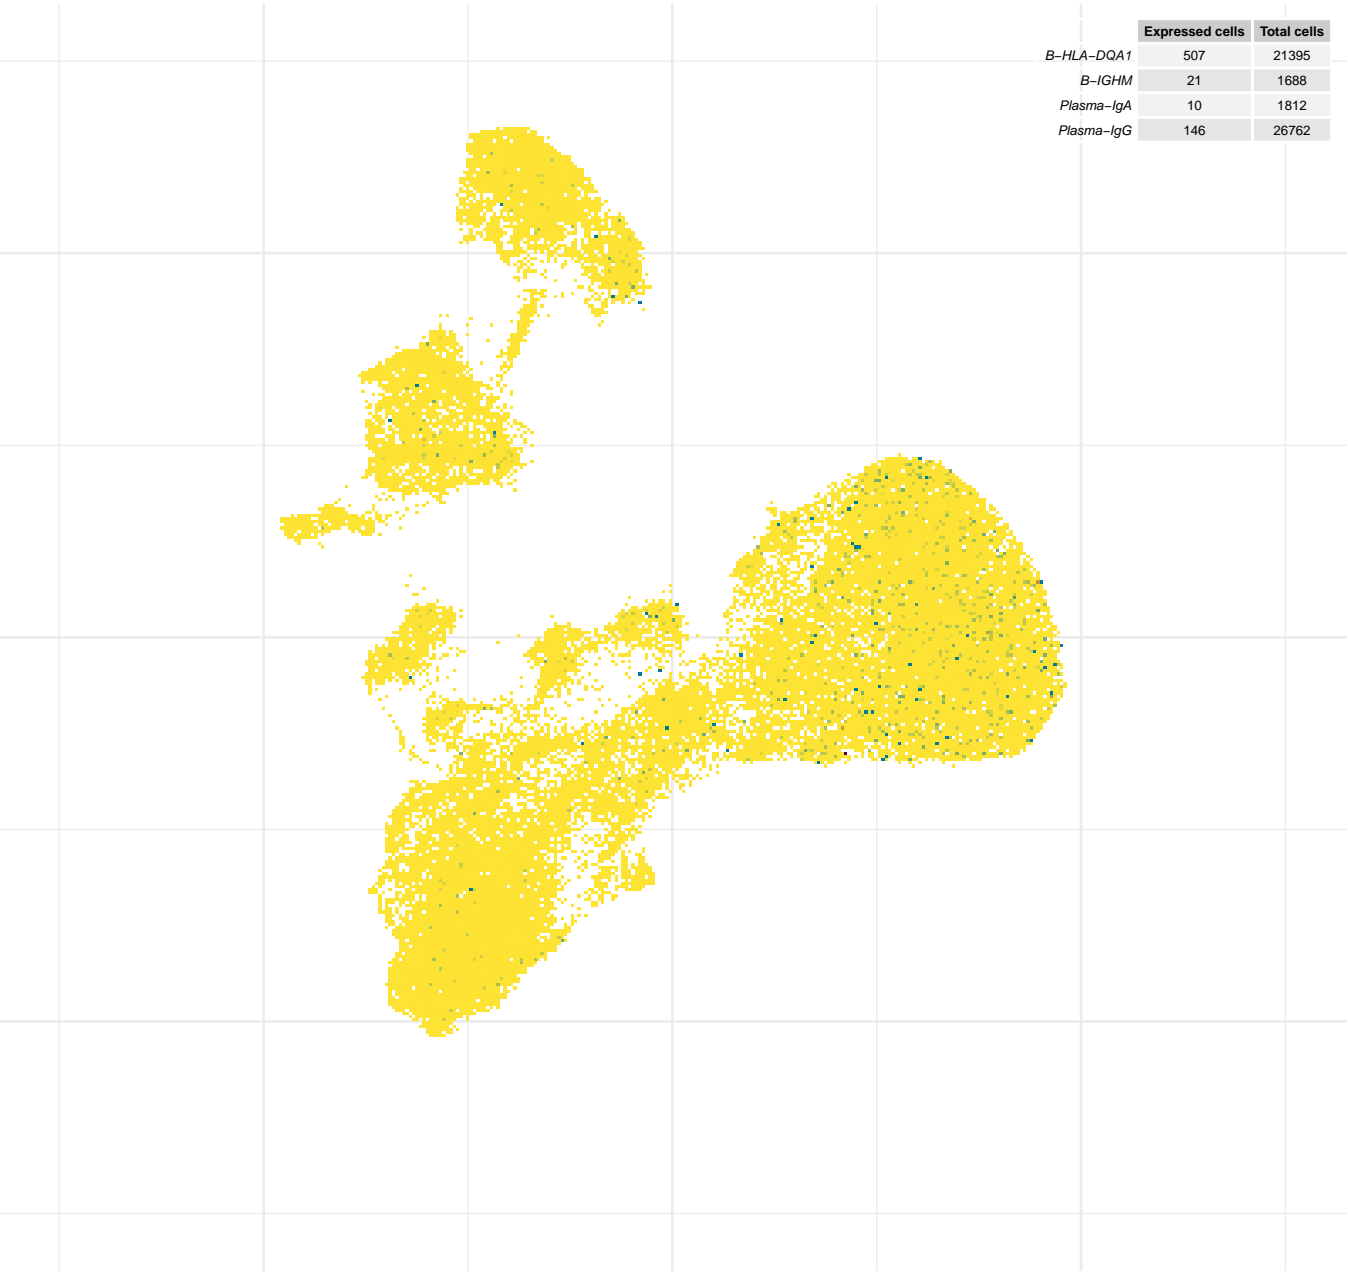 Expressed cells Total cells
B−HLA−DQA1 507 21395
B−IGHM 21 1688
Plasma−IgA 10 1812
Plasma−IgG 146 26762